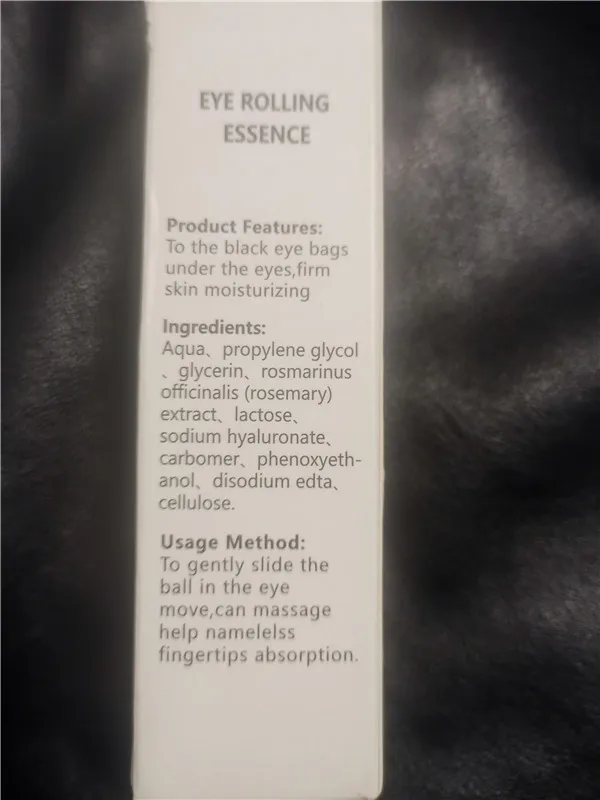 EYE ROLLING
ESSENCE
Product Features:
To the black eye bags
under the eyes,firm
skin moisturizing
Ingredients:
Aqua、propylene glycol
、glycerin、rosmarinus
officinalis (rosemary)
extract、lactose、
sodium hyaluronate、
carbomer、phenoxyeth-
anol、disodium edta、
cellulose.
Usage Method:
To gently slide the
ball in the eye
move,can massage
help namelelss
fingertips absorption.